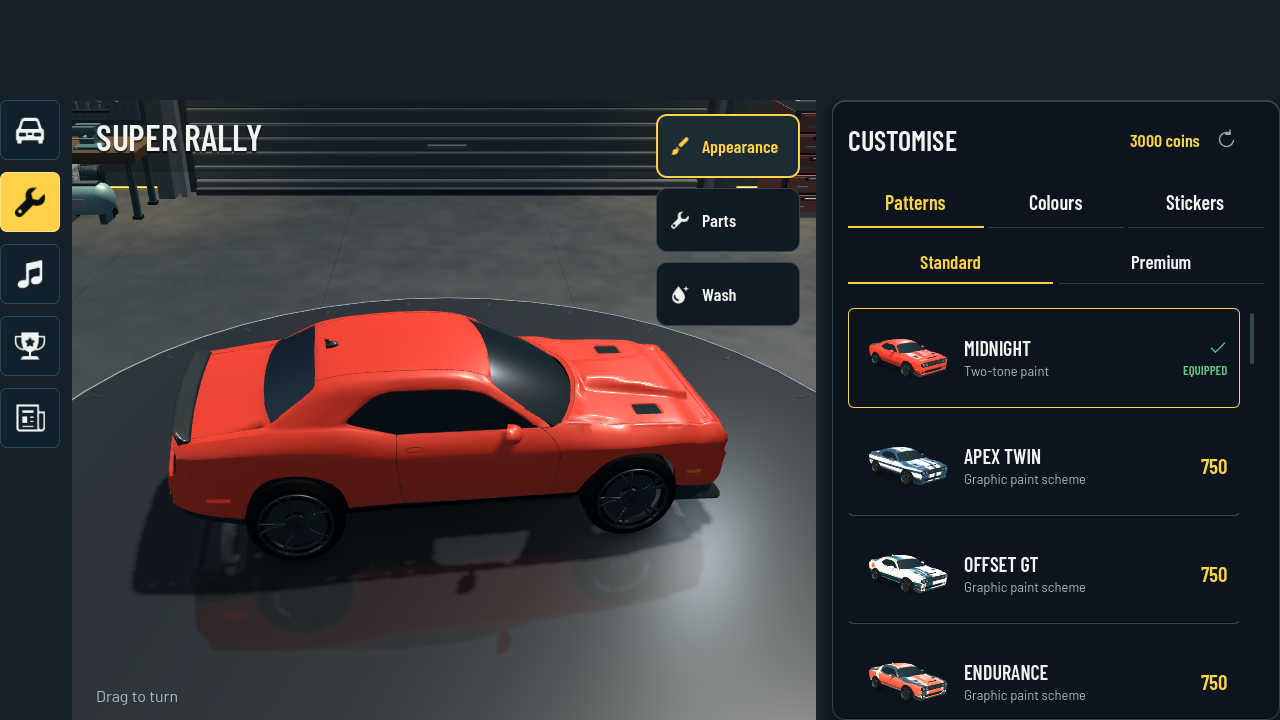 SUPER RALLY
Appearance
Parts
Wash
Drag to turn
CUSTOMISE
3000 coins
Patterns
Colours
Stickers
Standard
Premium
MIDNIGHT
Two-tone paint
EQUIPPED
APEX TWIN
Graphic paint scheme
750
OFFSET GT
Graphic paint scheme
750
ENDURANCE
Graphic paint scheme
750